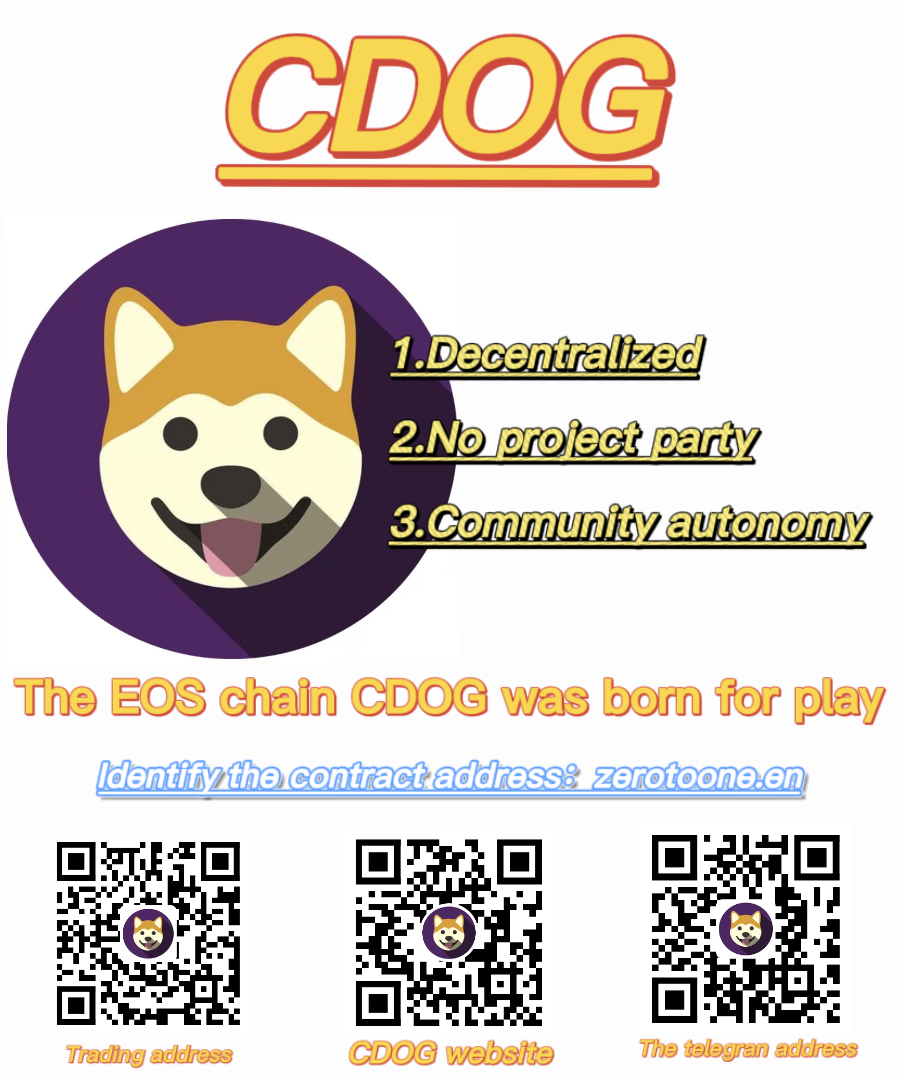 CDOG
1.Decentralized
2.No project party
3.Community autonomy
The EOS chain CDOG was born for play
Identify the contract address：zerotoone.en
Trading address
CDOG website
The telegran address